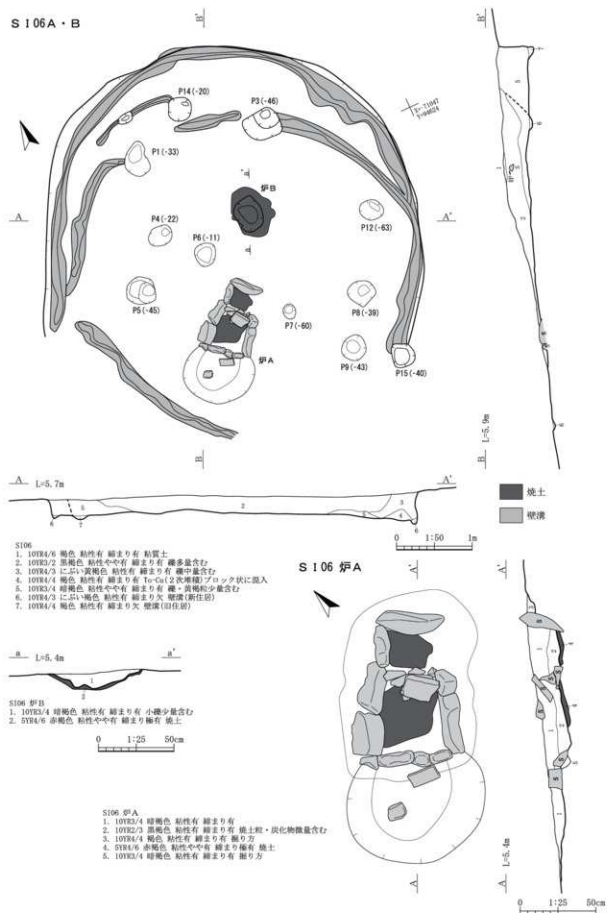 SI06A・B
B'
B'
P14(-20)
P3(-46)
X=-71047
Y=94624
P1(-33)
a'
炉B
A
A'
P12(-63)
P4(-22)
P6(-11)
a
P5(-45)
P7(-60)
P8(-39)
炉A
P9(-43)
P15(-40)
B
B
L=5.9m
A L=5.7m
A'
焼土
壁溝
0 1:50 1m
SI06
1. 10YR4/6 褐色 粘性有 締まり有 粘質土
2. 10YR3/2 黒褐色 粘性やや有 締まり有 礫多量含む
3. 10YR4/3 にぶい黄褐色 粘性有 締まり有 礫中量含む
4. 10YR4/4 褐色 粘性有 締まり有 To-Cu(2次堆積)ブロック状に混入
5. 10YR3/4 暗褐色 粘性やや有 締まり有 礫・黄褐粒少量含む
6. 10YR4/3 にぶい褐色 粘性有 締まり欠 壁溝(新住居)
7. 10YR4/4 褐色 粘性有 締まり欠 壁溝(旧住居)
SI06 炉A
A'
A'
a L=5.4m a'
SI06 炉B
1. 10YR3/4 暗褐色 粘性有 締まり有 小礫少量含む
2. 5YR4/6 赤褐色 粘性やや有 締まり極有 焼土
0 1:25 50cm
SI06 炉A
1. 10YR3/4 暗褐色 粘性有 締まり有
2. 10YR2/3 黒褐色 粘性有 締まり有 焼土粒・炭化物微量含む
3. 10YR4/4 褐色 粘性有 締まり有 掘り方
4. 5YR4/6 赤褐色 粘性やや有 締まり極有 焼土
5. 10YR3/4 暗褐色 粘性有 締まり有 掘り方
A
A
L=5.4m
0 1:25 50cm